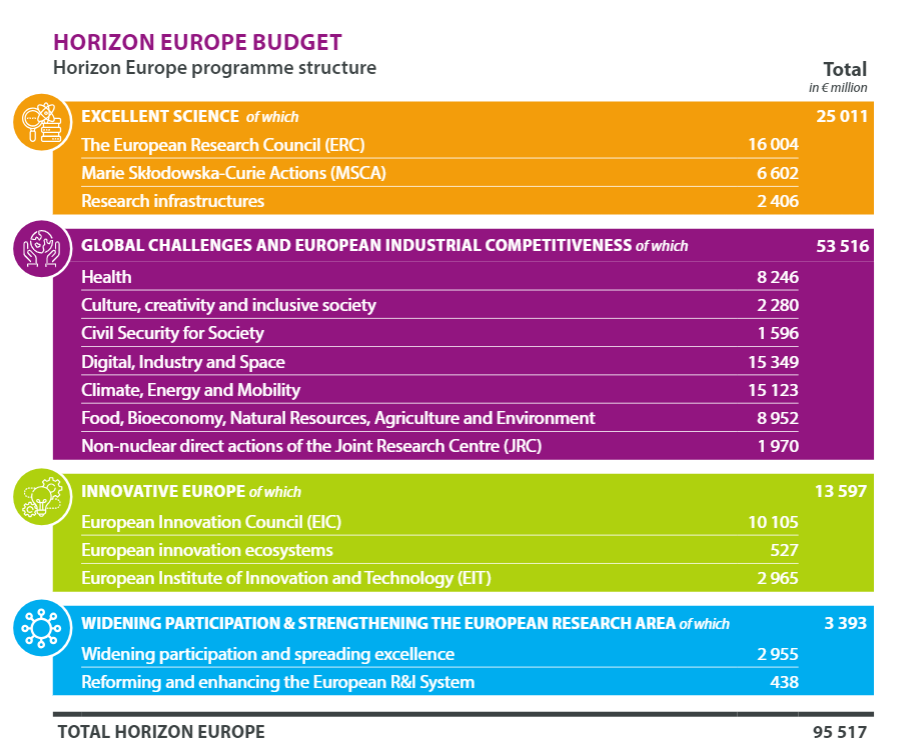 HORIZON EUROPE BUDGET
Horizon Europe programme structure
Total
in € million
EXCELLENT SCIENCE of which 25 011
The European Research Council (ERC) 16 004
Marie Skłodowska-Curie Actions (MSCA) 6 602
Research infrastructures 2 406
GLOBAL CHALLENGES AND EUROPEAN INDUSTRIAL COMPETITIVENESS of which 53 516
Health 8 246
Culture, creativity and inclusive society 2 280
Civil Security for Society 1 596
Digital, Industry and Space 15 349
Climate, Energy and Mobility 15 123
Food, Bioeconomy, Natural Resources, Agriculture and Environment 8 952
Non-nuclear direct actions of the Joint Research Centre (JRC) 1 970
INNOVATIVE EUROPE of which 13 597
European Innovation Council (EIC) 10 105
European innovation ecosystems 527
European Institute of Innovation and Technology (EIT) 2 965
WIDENING PARTICIPATION & STRENGTHENING THE EUROPEAN RESEARCH AREA of which 3 393
Widening participation and spreading excellence 2 955
Reforming and enhancing the European R&I System 438
TOTAL HORIZON EUROPE 95 517